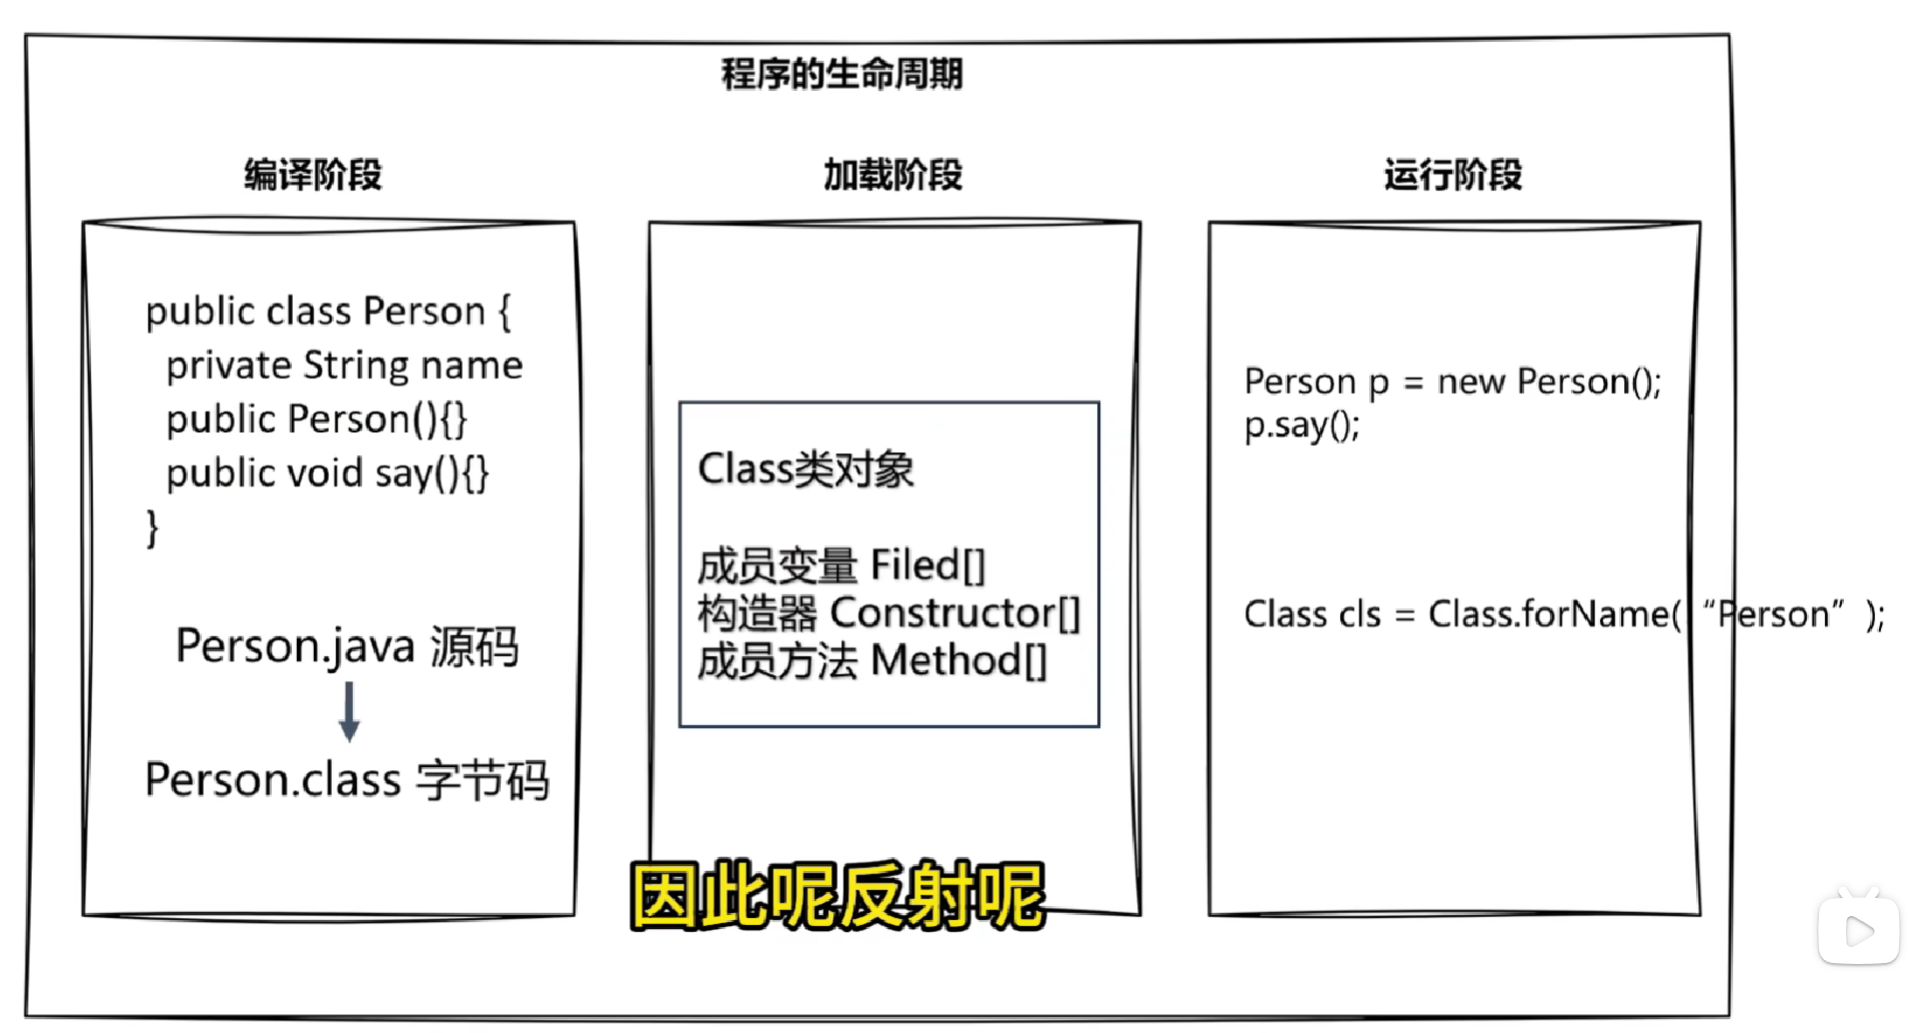 程序的生命周期
编译阶段
public class Person {
private String name
public Person(){}
public void say(){}
}
Person.java 源码
Person.class 字节码
加载阶段
Class类对象
成员变量 Filed[]
构造器 Constructor[]
成员方法 Method[]
运行阶段
Person p = new Person();
p.say();
Class cls = Class.forName( “Person” );
因此呢反射呢